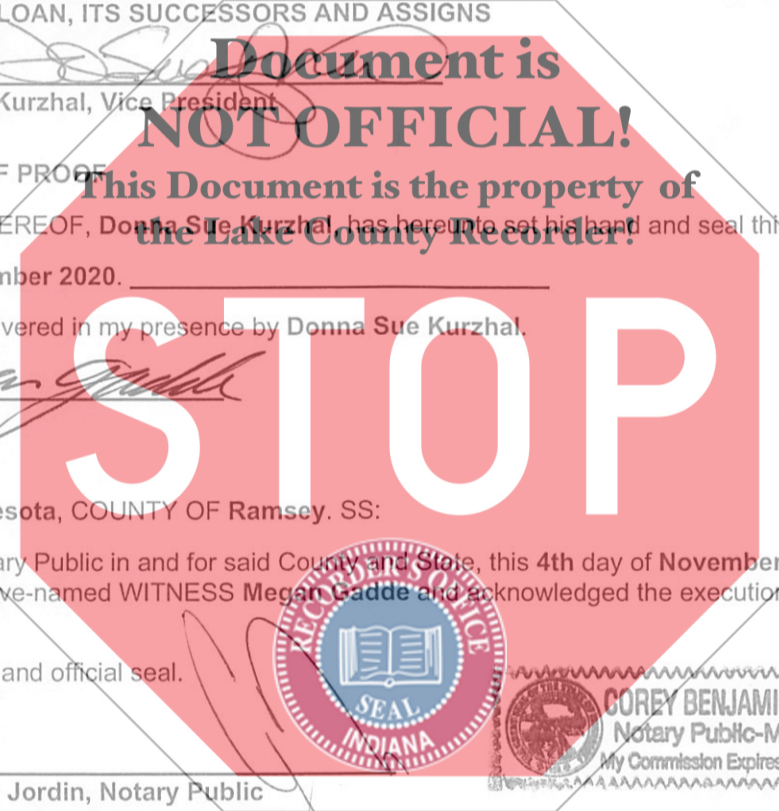 LOAN, ITS SUCCESSORS AND ASSIGNS
Document is
Kurzhal, Vice President
NOT OFFICIAL!
F PROOF
This Document is the property of
EREOF, Donna Sue Kurzhal, has hereunto set his hand and seal thi
the Lake County Recorder!
mber 2020.
vered in my presence by Donna Sue Kurzhal.
STOP
esota, COUNTY OF Ramsey. SS:
ary Public in and for said County and State, this 4th day of November
ve-named WITNESS Megan Gadde and acknowledged the execution
RECORDER'S OFFICE
SEAL
INDIANA
and official seal.
COREY BENJAMI
Notary Public-M
My Commission Expires
Jordin, Notary Public